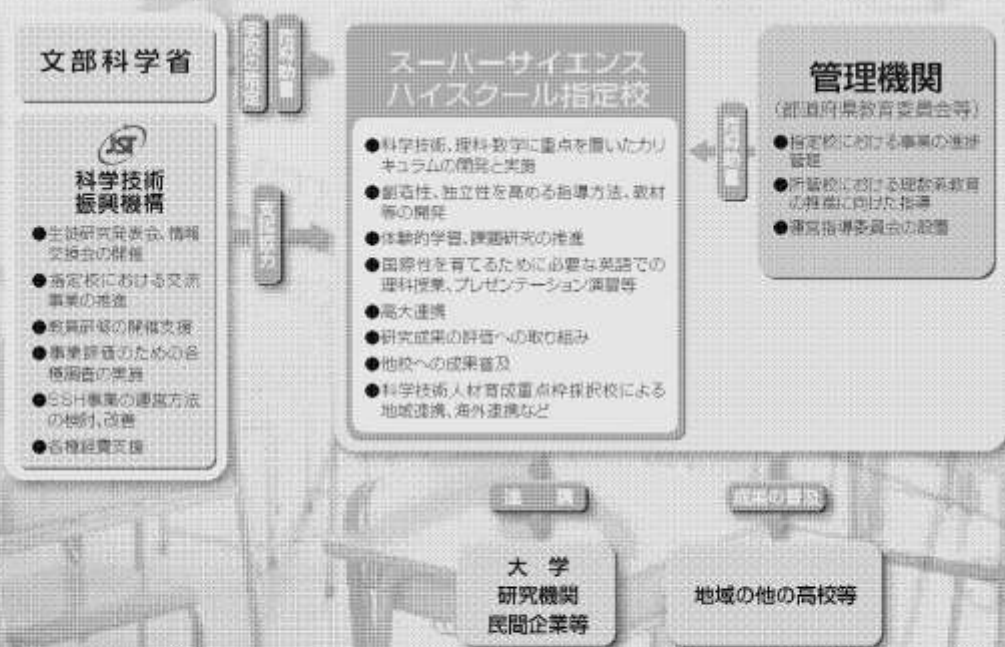 文部科学省
JST
科学技術
振興機構
●生徒研究発表会、情報
交換会の開催
●指定校における交流
事業の推進
●教員研修の開催支援
●事業評価のための各
種調査の実施
●SSH事業の運営方法
の検討、改善
●各種経費支援
スーパーサイエンス
ハイスクール指定校
●科学技術、理科・数学に重点を置いたカリ
キュラムの開発と実施
●創造性、独立性を高める指導方法、教材
等の開発
●体験的学習、課題研究の推進
●国際性を育てるために必要な英語での
理科授業、プレゼンテーション演習等
●高大連携
●研究成果の評価への取り組み
●他校への成果普及
●科学技術人材育成重点枠採択校による
地域連携、海外連携など
管理機関
(都道府県教育委員会等)
●指定校における事業の進捗
管理
●所管校における理数系教育
の推進に向けた指導
●運営指導委員会の設置
連 携
成果の普及
大 学
研究機関
民間企業等
地域の他の高校等